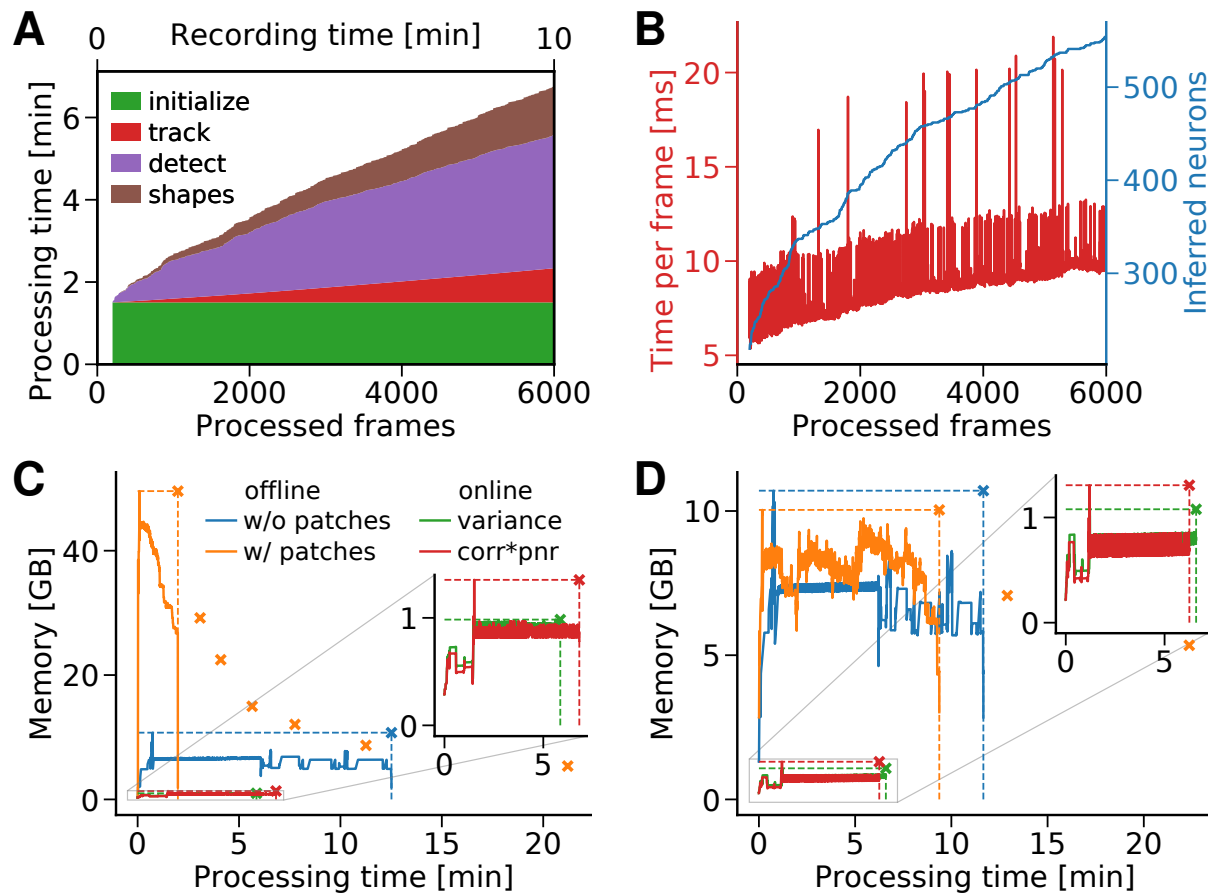 A
0
Recording time [min]
10
Processing time [min]
6
4
2
0
initialize
track
detect
shapes
0
2000
4000
6000
Processed frames
B
Time per frame [ms]
20
15
10
5
500
400
300
Inferred neurons
0
2000
4000
6000
Processed frames
C
Memory [GB]
40
20
0
offline
online
w/o patches
variance
w/ patches
corr*pnr
1
0
0
5
0
5
10
15
20
Processing time [min]
D
Memory [GB]
10
5
0
1
0
0
5
0
5
10
15
20
Processing time [min]